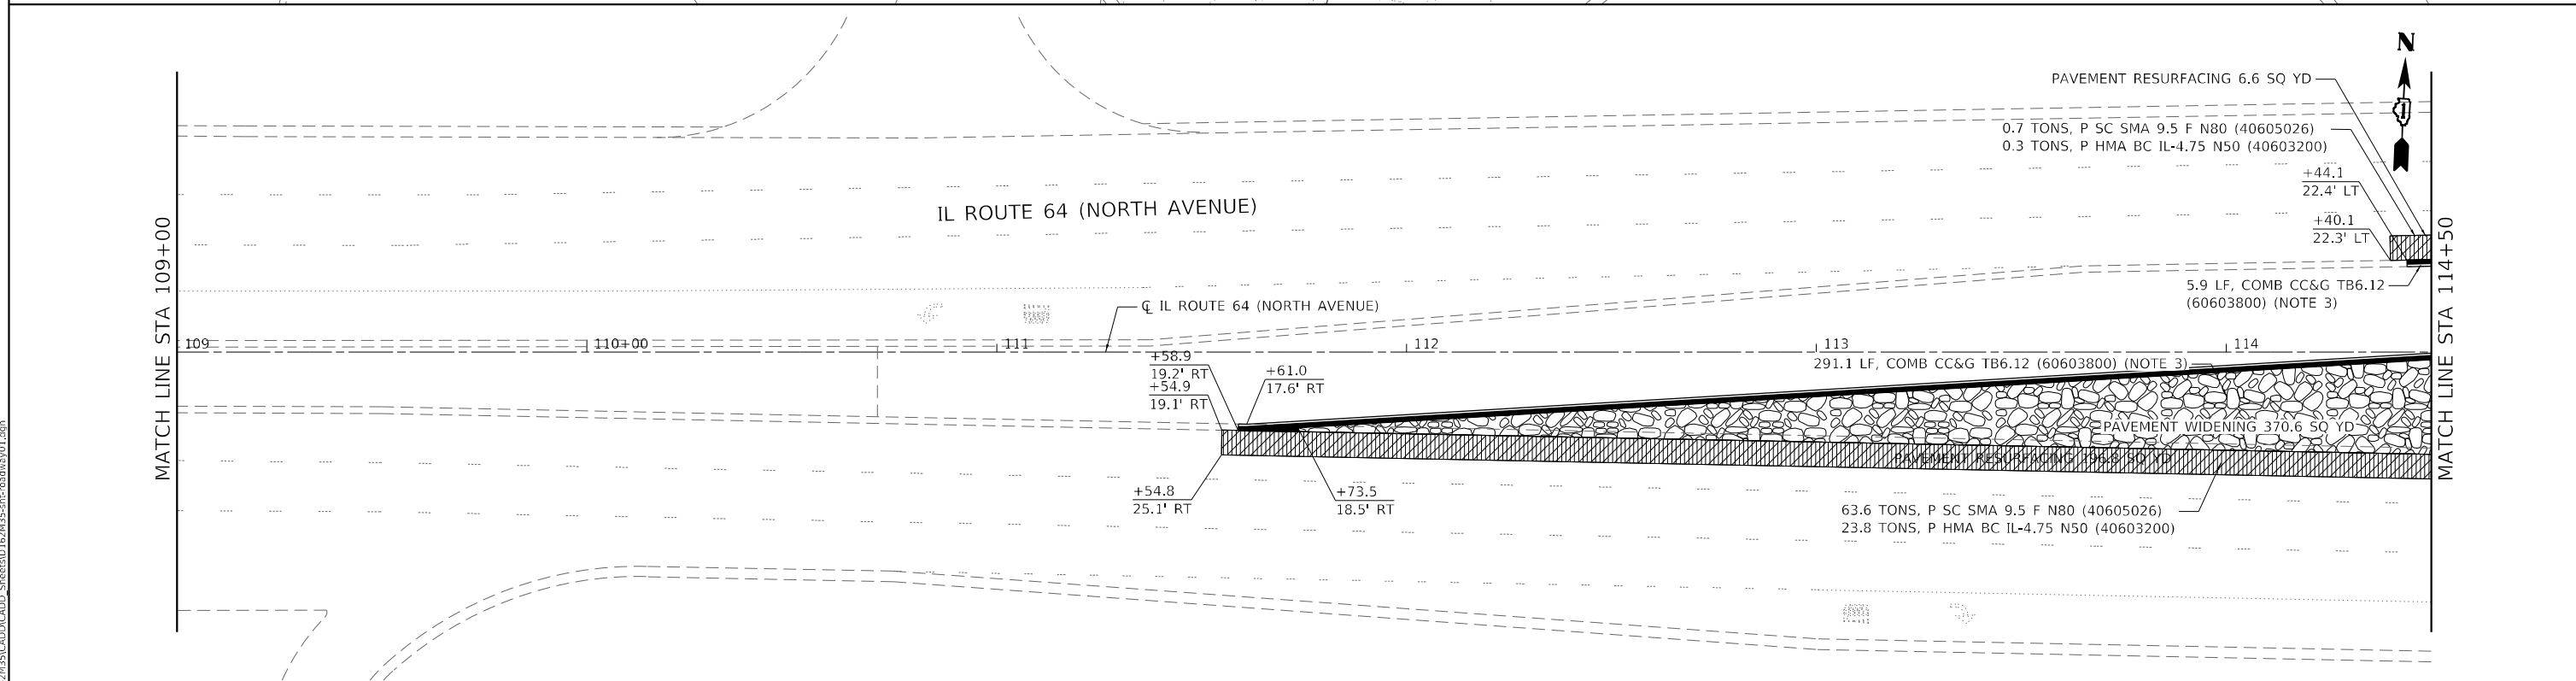 N
PAVEMENT RESURFACING 6.6 SQ YD
0.7 TONS, P SC SMA 9.5 F N80 (40605026)
0.3 TONS, P HMA BC IL-4.75 N50 (40603200)
+44.1
22.4' LT
+40.1
22.3' LT
IL ROUTE 64 (NORTH AVENUE)
MATCH LINE STA 109+00
MATCH LINE STA 114+50
5.9 LF, COMB CC&G TB6.12
(60603800) (NOTE 3)
℄ IL ROUTE 64 (NORTH AVENUE)
109
110+00
111
112
113
114
+58.9
19.2' RT
+54.9
19.1' RT
+61.0
17.6' RT
291.1 LF, COMB CC&G TB6.12 (60603800) (NOTE 3)
PAVEMENT WIDENING 370.6 SQ YD
PAVEMENT RESURFACING 196.8 SQ YD
+54.8
25.1' RT
+73.5
18.5' RT
63.6 TONS, P SC SMA 9.5 F N80 (40605026)
23.8 TONS, P HMA BC IL-4.75 N50 (40603200)